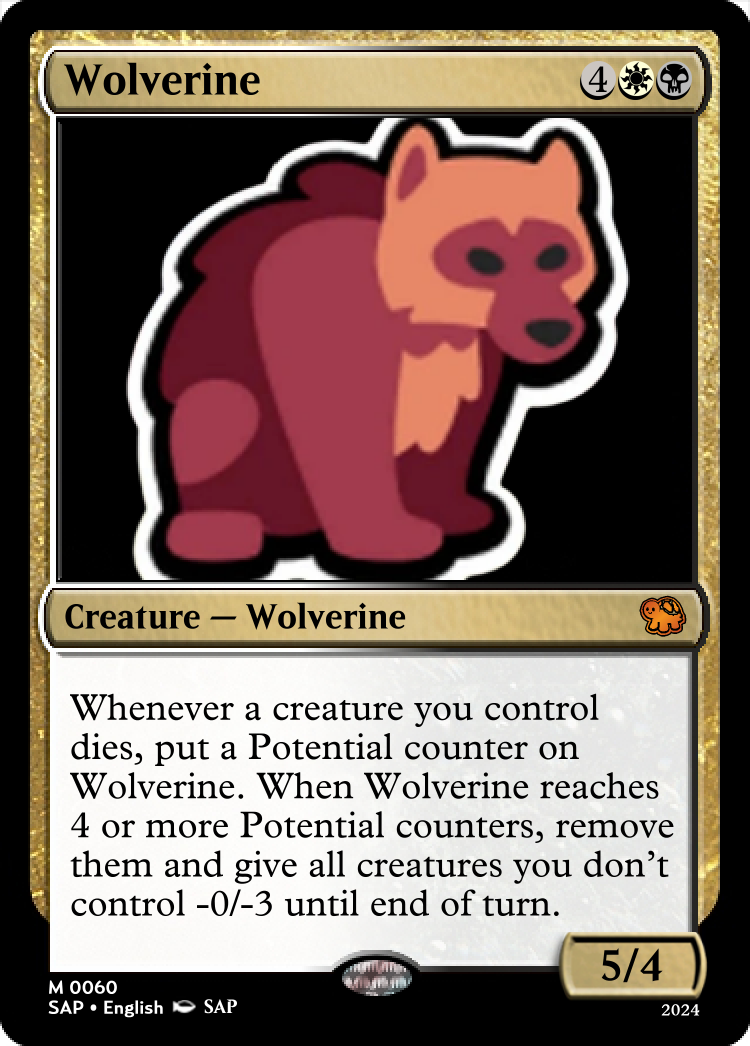 Wolverine 4
Creature — Wolverine
Whenever a creature you control
dies, put a Potential counter on
Wolverine. When Wolverine reaches
4 or more Potential counters, remove
them and give all creatures you don't
control -0/-3 until end of turn.
5/4
M 0060
SAP • English SAP
2024